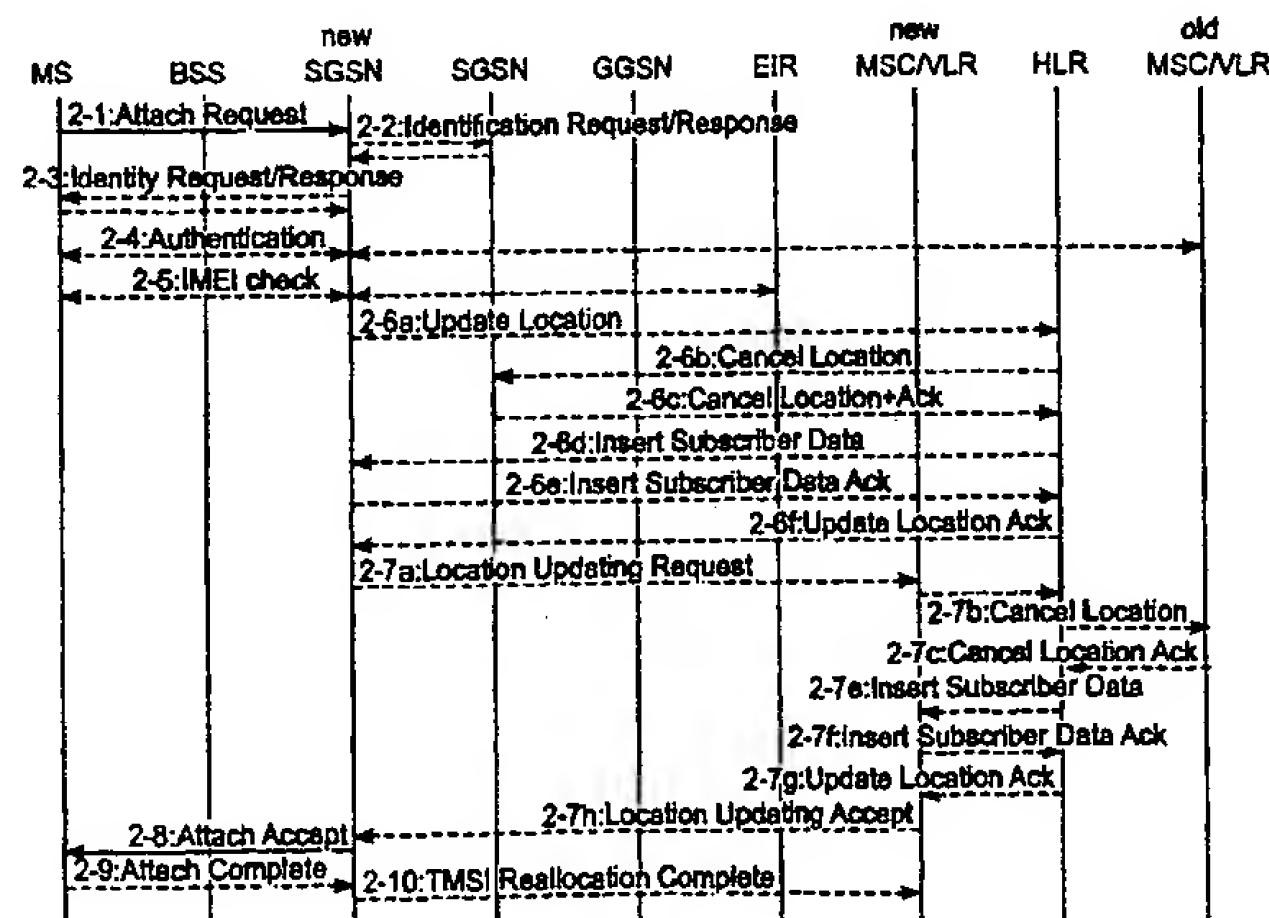 new new old
MS BSS SGSN SGSN GGSN EIR MSC/VLR HLR MSC/VLR
2-1:Attach Request
2-2:Identification Request/Response
2-3:Identity Request/Response
2-4:Authentication
2-5:IMEI check
2-6a:Update Location
2-6b:Cancel Location
2-6c:Cancel Location+Ack
2-6d:Insert Subscriber Data
2-6e:Insert Subscriber Data Ack
2-6f:Update Location Ack
2-7a:Location Updating Request
2-7b:Cancel Location
2-7c:Cancel Location Ack
2-7e:Insert Subscriber Data
2-7f:Insert Subscriber Data Ack
2-7g:Update Location Ack
2-7h:Location Updating Accept
2-8:Attach Accept
2-9:Attach Complete
2-10:TMSI Reallocation Complete